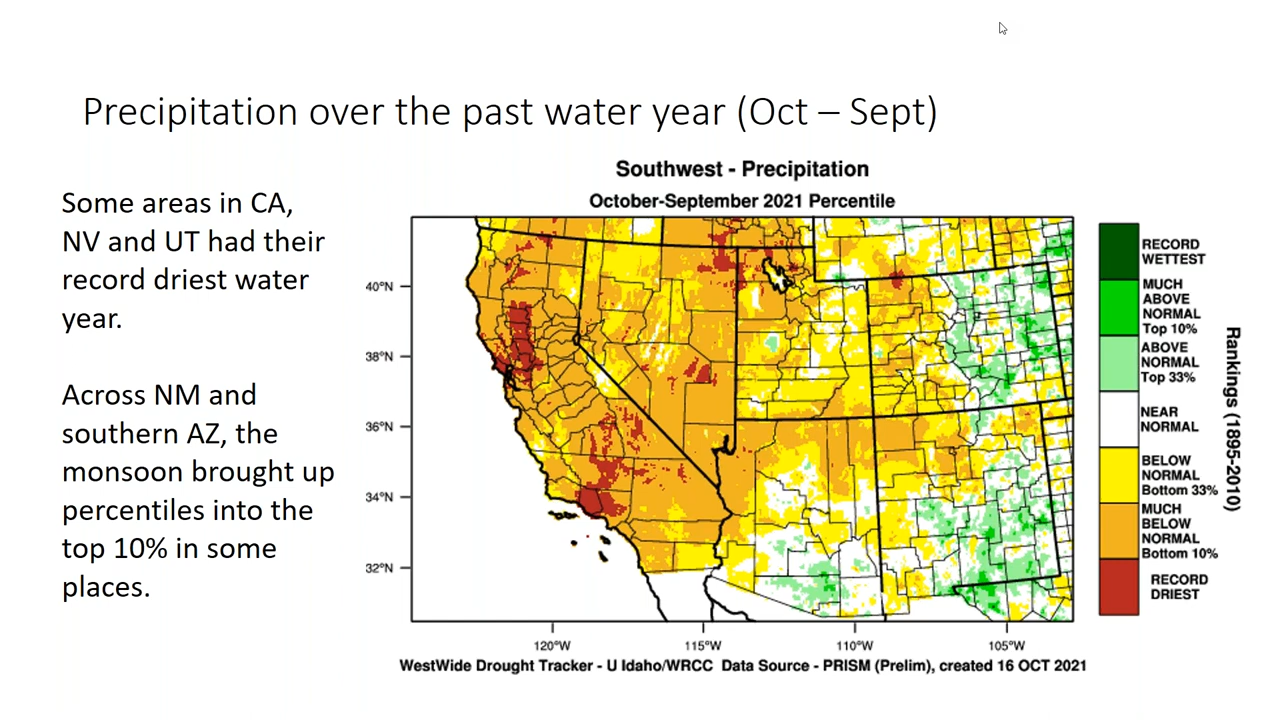 Precipitation over the past water year (Oct – Sept)
Some areas in CA,
NV and UT had their
record driest water
year.
Across NM and
southern AZ, the
monsoon brought up
percentiles into the
top 10% in some
places.
Southwest - Precipitation
October-September 2021 Percentile
40°N
38°N
36°N
34°N
32°N
120°W
115°W
110°W
105°W
RECORD
WETTEST
MUCH
ABOVE
NORMAL
Top 10%
ABOVE
NORMAL
Top 33%
NEAR
NORMAL
BELOW
NORMAL
Bottom 33%
MUCH
BELOW
NORMAL
Bottom 10%
RECORD
DRIEST
Rankings (1895-2010)
WestWide Drought Tracker - U Idaho/WRCC Data Source - PRISM (Prelim), created 16 OCT 2021